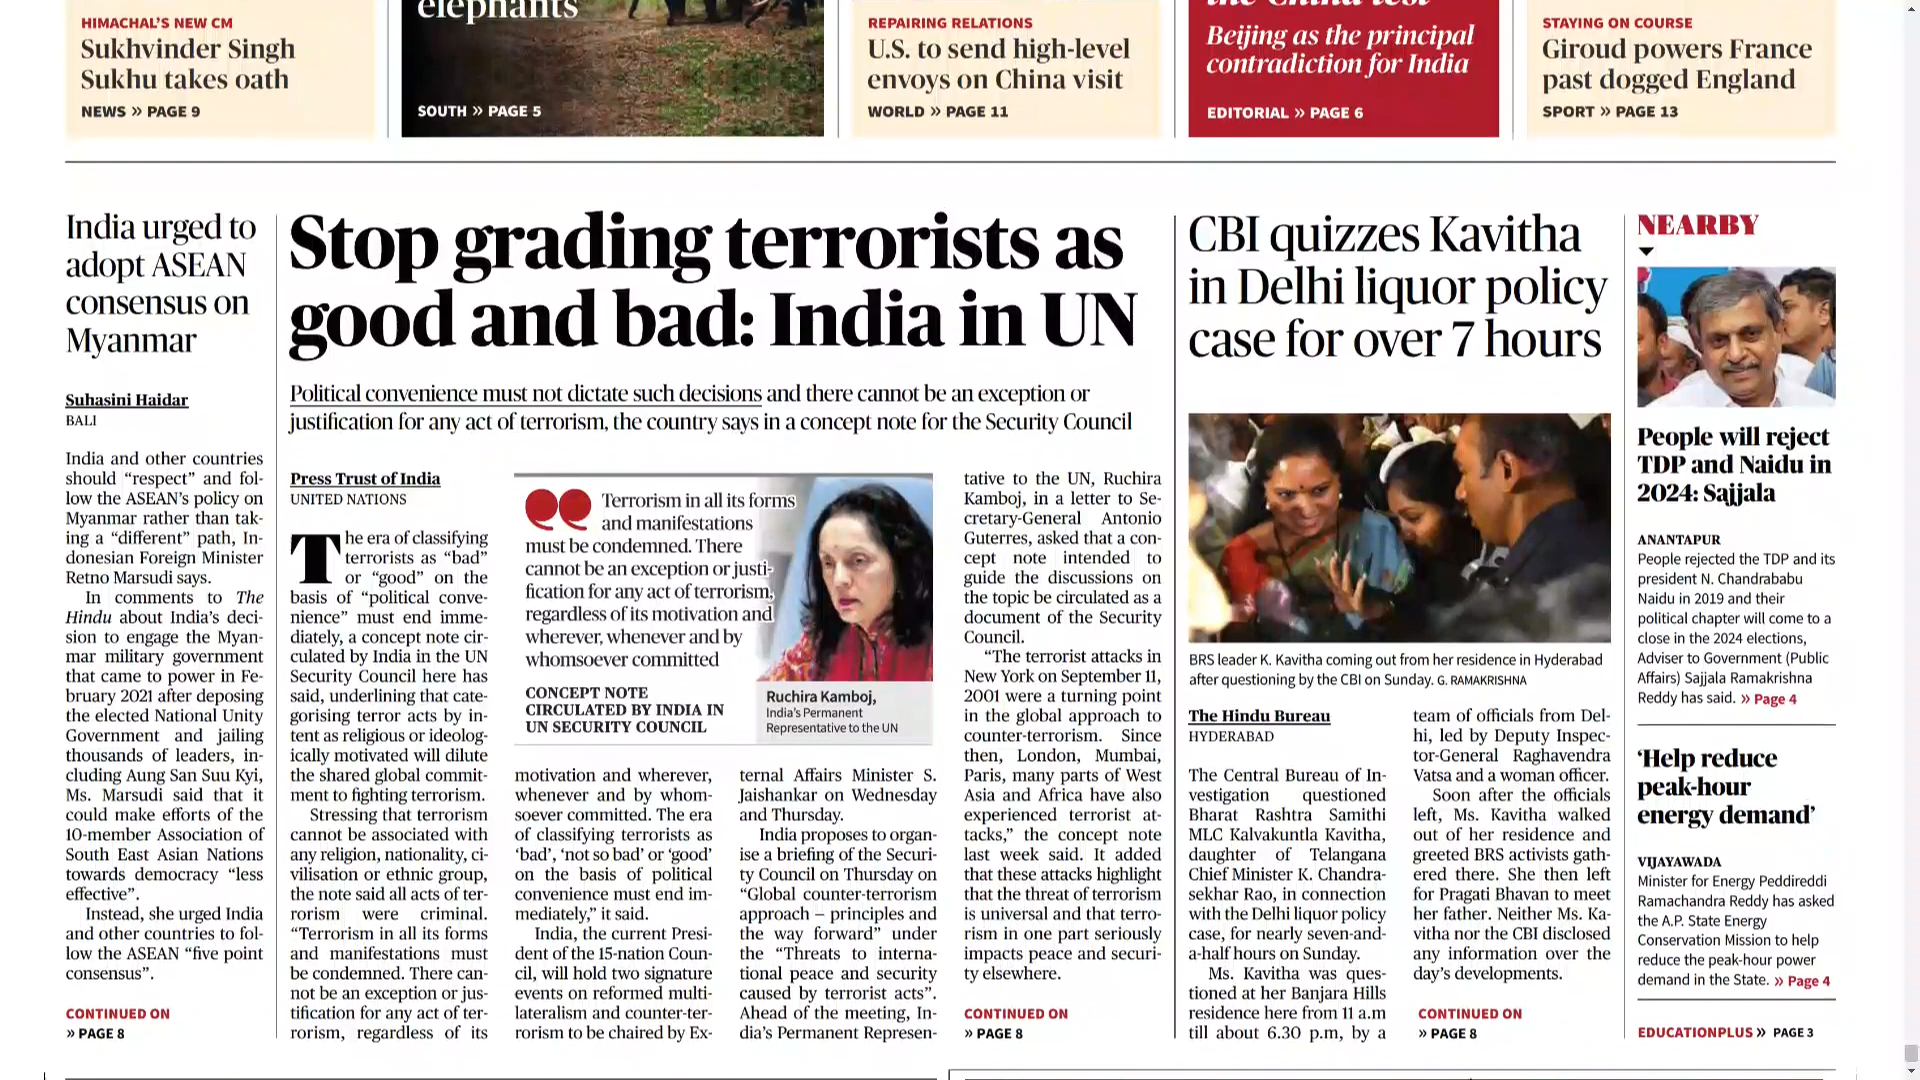 elephants
the China test
HIMACHAL'S NEW CM
Sukhvinder Singh
Sukhu takes oath
NEWS » PAGE 9
SOUTH » PAGE 5
REPAIRING RELATIONS
U.S. to send high-level
envoys on China visit
WORLD » PAGE 11
Beijing as the principal
contradiction for India
EDITORIAL » PAGE 6
STAYING ON COURSE
Giroud powers France
past dogged England
SPORT » PAGE 13
India urged to
adopt ASEAN
consensus on
Myanmar
Suhasini Haidar
BALI
India and other countries
should “respect” and fol-
low the ASEAN’s policy on
Myanmar rather than tak-
ing a “different” path, In-
donesian Foreign Minister
Retno Marsudi says.
In comments to The
Hindu about India’s deci-
sion to engage the Myan-
mar military government
that came to power in Fe-
bruary 2021 after deposing
the elected National Unity
Government and jailing
thousands of leaders, in-
cluding Aung San Suu Kyi,
Ms. Marsudi said that it
could make efforts of the
10-member Association of
South East Asian Nations
towards democracy “less
effective”.
Instead, she urged India
and other countries to fol-
low the ASEAN “five point
consensus”.
CONTINUED ON
» PAGE 8
Stop grading terrorists as
good and bad: India in UN
Political convenience must not dictate such decisions and there cannot be an exception or
justification for any act of terrorism, the country says in a concept note for the Security Council
Press Trust of India
UNITED NATIONS
The era of classifying
terrorists as “bad”
or “good” on the
basis of “political conve-
nience” must end imme-
diately, a concept note cir-
culated by India in the UN
Security Council here has
said, underlining that cate-
gorising terror acts by in-
tent as religious or ideolog-
ically motivated will dilute
the shared global commit-
ment to fighting terrorism.
Stressing that terrorism
cannot be associated with
any religion, nationality, ci-
vilisation or ethnic group,
the note said all acts of ter-
rorism were criminal.
“Terrorism in all its forms
and manifestations must
be condemned. There can-
not be an exception or jus-
tification for any act of ter-
rorism, regardless of its
Terrorism in all its forms
and manifestations
must be condemned. There
cannot be an exception or justi-
fication for any act of terrorism,
regardless of its motivation and
wherever, whenever and by
whomsoever committed
CONCEPT NOTE
CIRCULATED BY INDIA IN
UN SECURITY COUNCIL
Ruchira Kamboj,
India’s Permanent
Representative to the UN
motivation and wherever,
whenever and by whom-
soever committed. The era
of classifying terrorists as
‘bad’, ‘not so bad’ or ‘good’
on the basis of political
convenience must end im-
mediately,” it said.
India, the current Presi-
dent of the 15-nation Coun-
cil, will hold two signature
events on reformed multi-
lateralism and counter-ter-
rorism to be chaired by Ex-
ternal Affairs Minister S.
Jaishankar on Wednesday
and Thursday.
India proposes to organ-
ise a briefing of the Securi-
ty Council on Thursday on
“Global counter-terrorism
approach – principles and
the way forward” under
the “Threats to interna-
tional peace and security
caused by terrorist acts”.
Ahead of the meeting, In-
dia’s Permanent Represen-
tative to the UN, Ruchira
Kamboj, in a letter to Se-
cretary-General Antonio
Guterres, asked that a con-
cept note intended to
guide the discussions on
the topic be circulated as a
document of the Security
Council.
“The terrorist attacks in
New York on September 11,
2001 were a turning point
in the global approach to
counter-terrorism. Since
then, London, Mumbai,
Paris, many parts of West
Asia and Africa have also
experienced terrorist at-
tacks,” the concept note
last week said. It added
that these attacks highlight
that the threat of terrorism
is universal and that terro-
rism in one part seriously
impacts peace and securi-
ty elsewhere.
CONTINUED ON
» PAGE 8
CBI quizzes Kavitha
in Delhi liquor policy
case for over 7 hours
BRS leader K. Kavitha coming out from her residence in Hyderabad
after questioning by the CBI on Sunday. G. RAMAKRISHNA
The Hindu Bureau
HYDERABAD
The Central Bureau of In-
vestigation questioned
Bharat Rashtra Samithi
MLC Kalvakuntla Kavitha,
daughter of Telangana
Chief Minister K. Chandra-
sekhar Rao, in connection
with the Delhi liquor policy
case, for nearly seven-and-
a-half hours on Sunday.
Ms. Kavitha was ques-
tioned at her Banjara Hills
residence here from 11 a.m
till about 6.30 p.m, by a
team of officials from Del-
hi, led by Deputy Inspec-
tor-General Raghavendra
Vatsa and a woman officer.
Soon after the officials
left, Ms. Kavitha walked
out of her residence and
greeted BRS activists gath-
ered there. She then left
for Pragati Bhavan to meet
her father. Neither Ms. Ka-
vitha nor the CBI disclosed
any information over the
day’s developments.
CONTINUED ON
» PAGE 8
NEARBY
People will reject
TDP and Naidu in
2024: Sajjala
ANANTAPUR
People rejected the TDP and its
president N. Chandrababu
Naidu in 2019 and their
political chapter will come to a
close in the 2024 elections,
Adviser to Government (Public
Affairs) Sajjala Ramakrishna
Reddy has said. » Page 4
‘Help reduce
peak-hour
energy demand’
VIJAYAWADA
Minister for Energy Peddireddi
Ramachandra Reddy has asked
the A.P. State Energy
Conservation Mission to help
reduce the peak-hour power
demand in the State. » Page 4
EDUCATIONPLUS » PAGE 3